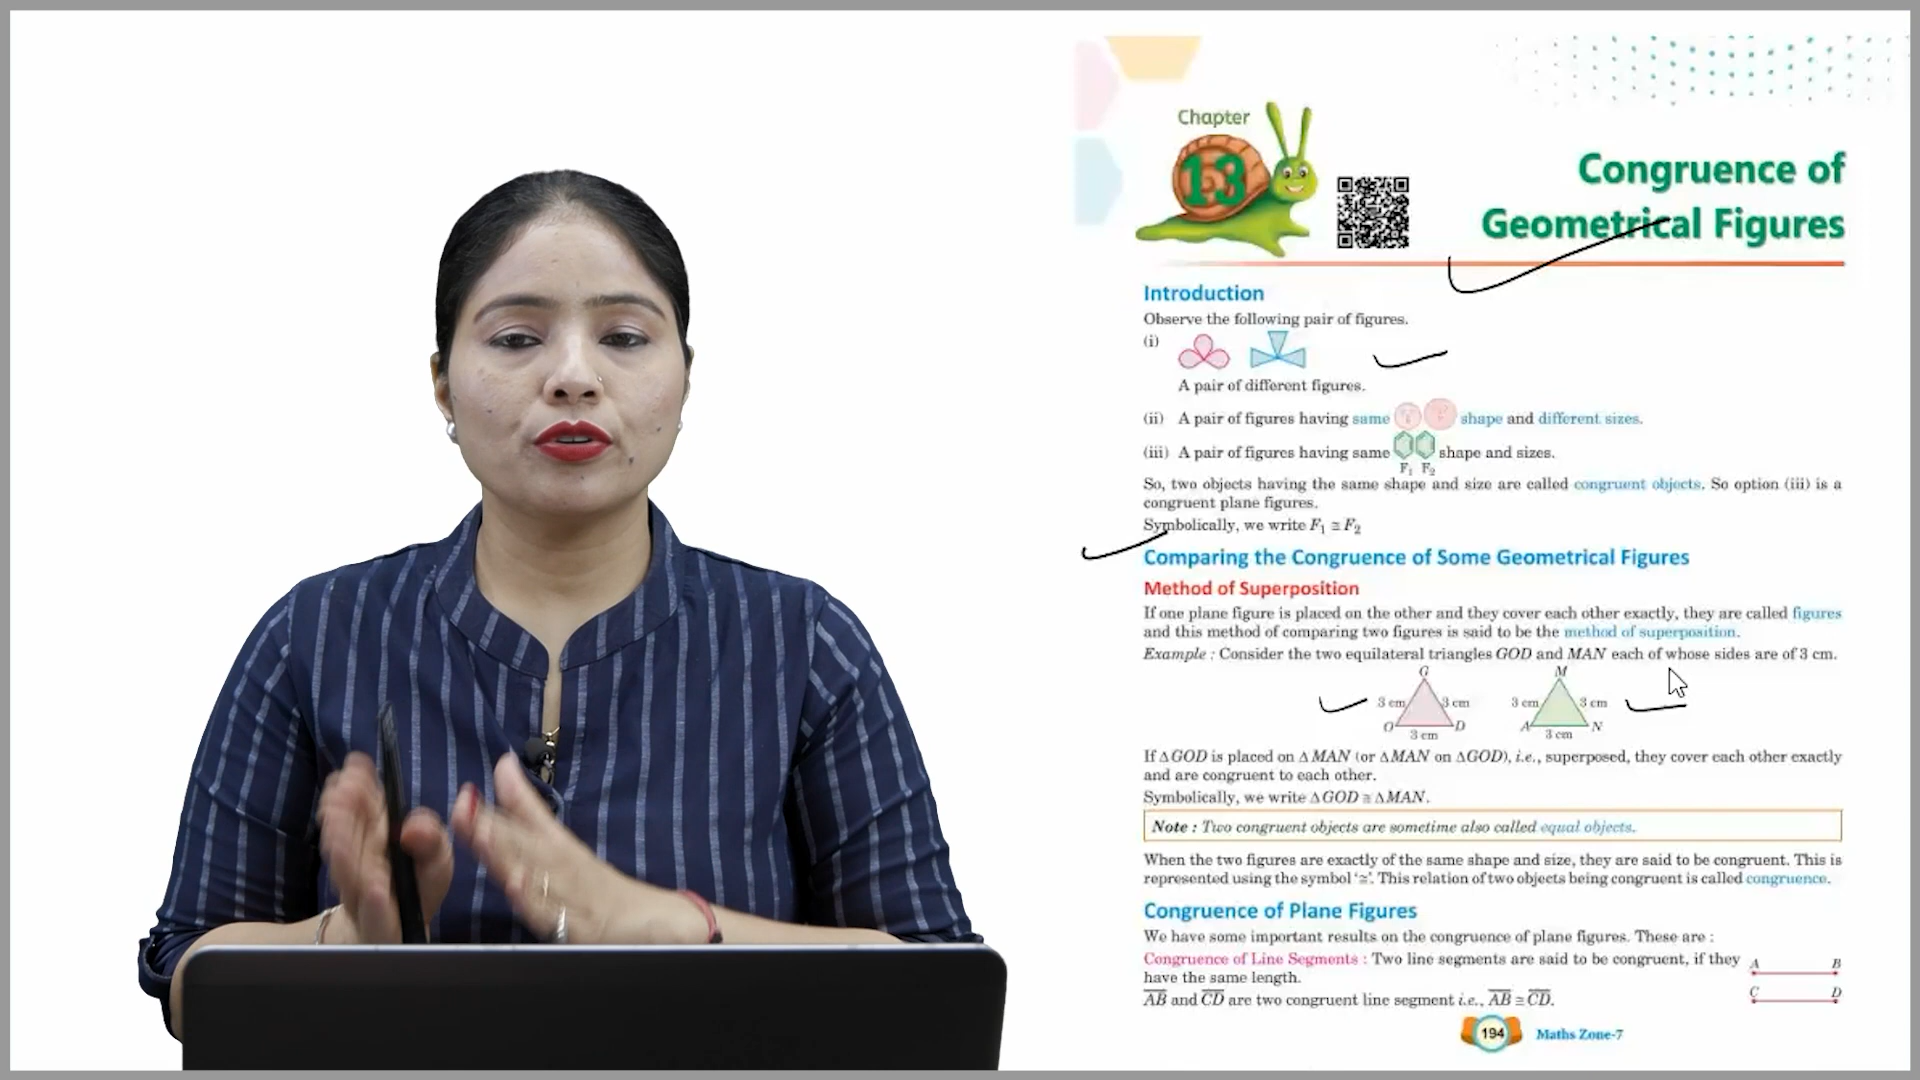 Chapter
13
Congruence of
Geometrical Figures
Introduction
Observe the following pair of figures.
(i)
A pair of different figures.
(ii) A pair of figures having same shape and different sizes.
(iii) A pair of figures having same shape and sizes.
F₁ F₂
So, two objects having the same shape and size are called congruent objects. So option (iii) is a
congruent plane figures.
Symbolically, we write F₁ ≅ F₂
Comparing the Congruence of Some Geometrical Figures
Method of Superposition
If one plane figure is placed on the other and they cover each other exactly, they are called figures
and this method of comparing two figures is said to be the method of superposition.
Example : Consider the two equilateral triangles GOD and MAN each of whose sides are of 3 cm.
G M
3 cm 3 cm 3 cm 3 cm
O D A N
3 cm 3 cm
If Δ GOD is placed on Δ MAN (or Δ MAN on Δ GOD), i.e., superposed, they cover each other exactly
and are congruent to each other.
Symbolically, we write Δ GOD ≅ Δ MAN.
Note : Two congruent objects are sometime also called equal objects.
When the two figures are exactly of the same shape and size, they are said to be congruent. This is
represented using the symbol ‘≅’. This relation of two objects being congruent is called congruence.
Congruence of Plane Figures
We have some important results on the congruence of plane figures. These are :
Congruence of Line Segments : Two line segments are said to be congruent, if they
have the same length.
A B
C D
A̅B̅ and C̅D̅ are two congruent line segment i.e., A̅B̅ ≅ C̅D̅.
194 Maths Zone-7